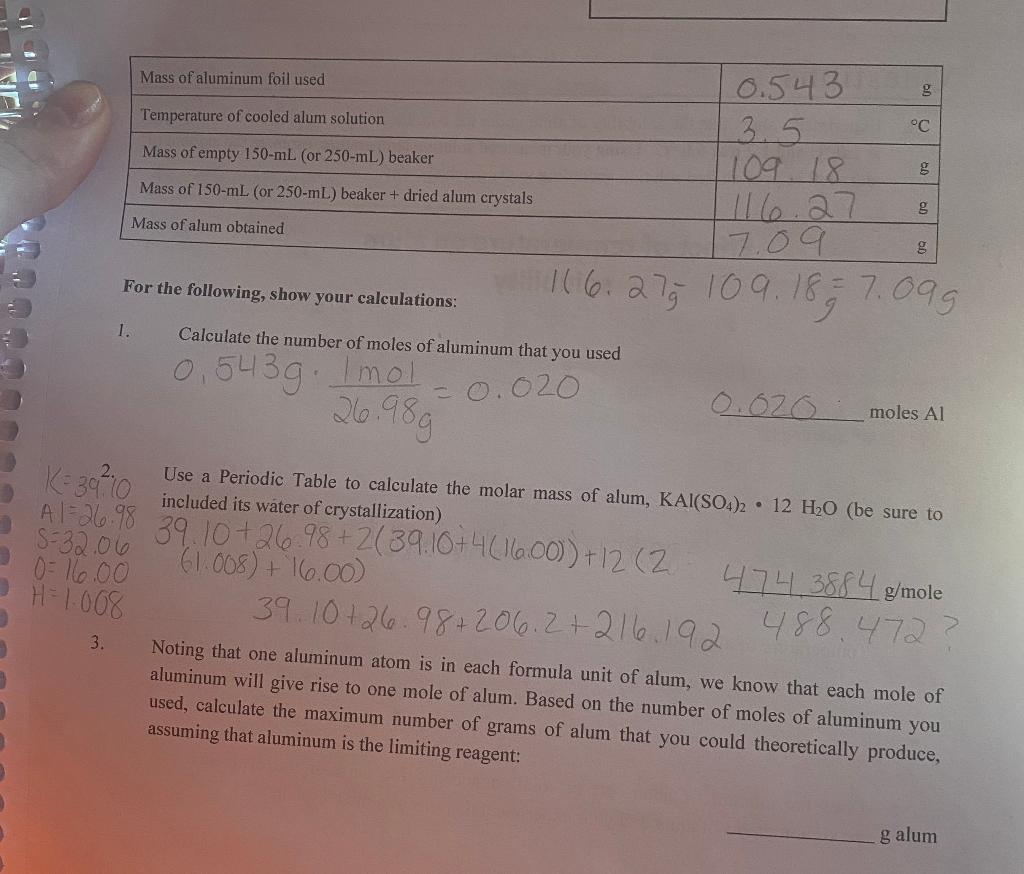 Mass of aluminum foil used 0.543 g
Temperature of cooled alum solution 3.5 °C
Mass of empty 150-mL (or 250-mL) beaker 109.18 g
Mass of 150-mL (or 250-mL) beaker + dried alum crystals 116.27 g
Mass of alum obtained 7.09 g
116.27g - 109.18g = 7.09g
For the following, show your calculations:
1. Calculate the number of moles of aluminum that you used
0.543g · 1mol = 0.020
26.98g
0.020 moles Al
K=39.10
Al=26.98
S=32.06
O=16.00
H=1.008
2. Use a Periodic Table to calculate the molar mass of alum, KAl(SO₄)₂ • 12 H₂O (be sure to
included its water of crystallization)
39.10+26.98+2(39.10+4(16.00))+12(2
(1.008)+16.00)
474.3884 g/mole
39.10+26.98+206.2+216.192 488.472?
3. Noting that one aluminum atom is in each formula unit of alum, we know that each mole of
aluminum will give rise to one mole of alum. Based on the number of moles of aluminum you
used, calculate the maximum number of grams of alum that you could theoretically produce,
assuming that aluminum is the limiting reagent:
g alum